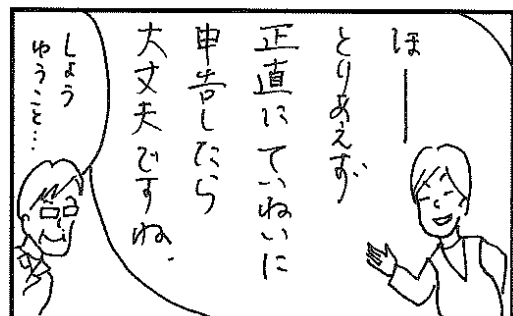 ほ──
とりあえず
正直にていねいに
申告したら
大丈夫ですね．
しょう
ゆうこと…